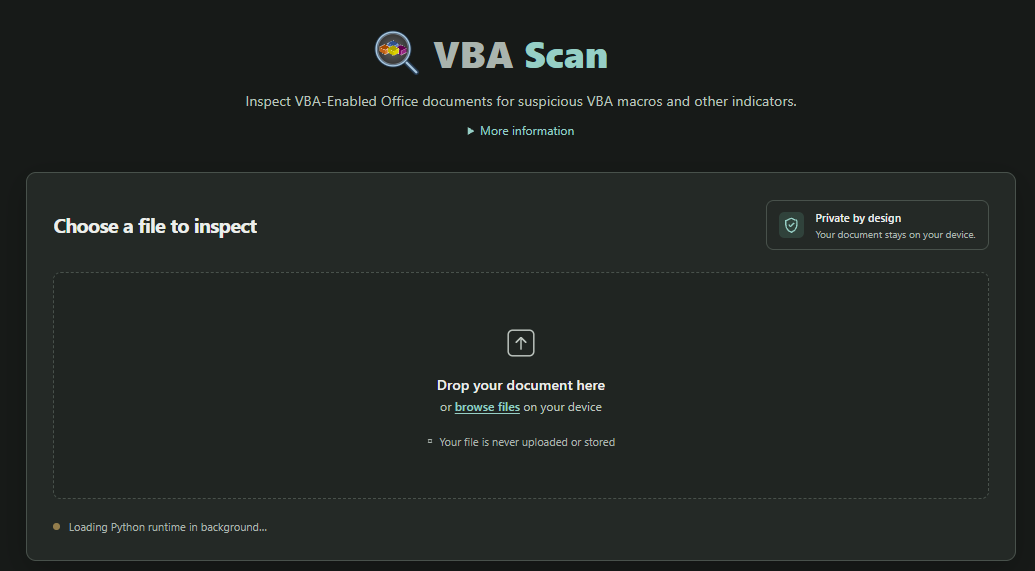 VBA Scan
Inspect VBA-Enabled Office documents for suspicious VBA macros and other indicators.
▶ More information
Choose a file to inspect
Private by design
Your document stays on your device.
Drop your document here
or browse files on your device
Your file is never uploaded or stored
Loading Python runtime in background...